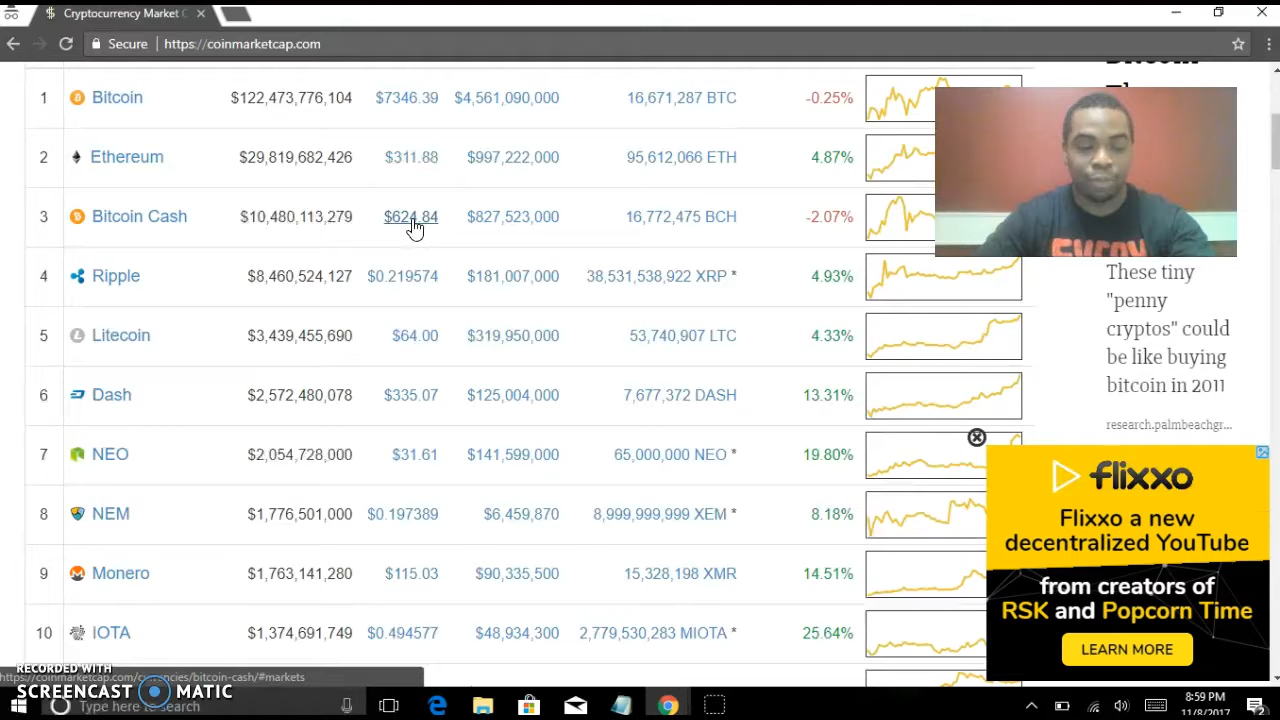 $ Cryptocurrency Market C ×
Secure | https://coinmarketcap.com
1 Bitcoin $122,473,776,104 $7346.39 $4,561,090,000 16,671,287 BTC -0.25%
2 Ethereum $29,819,682,426 $311.88 $997,222,000 95,612,066 ETH 4.87%
3 Bitcoin Cash $10,480,113,279 $624.84 $827,523,000 16,772,475 BCH -2.07%
4 Ripple $8,460,524,127 $0.219574 $181,007,000 38,531,538,922 XRP * 4.93%
5 Litecoin $3,439,455,690 $64.00 $319,950,000 53,740,907 LTC 4.33%
6 Dash $2,572,480,078 $335.07 $125,004,000 7,677,372 DASH 13.31%
7 NEO $2,054,728,000 $31.61 $141,599,000 65,000,000 NEO * 19.80%
8 NEM $1,776,501,000 $0.197389 $6,459,870 8,999,999,999 XEM * 8.18%
9 Monero $1,763,141,280 $115.03 $90,335,500 15,328,198 XMR 14.51%
10 IOTA $1,374,691,749 $0.494577 $48,934,300 2,779,530,283 MIOTA * 25.64%
These tiny
"penny
cryptos" could
be like buying
bitcoin in 2011
research.palmbeachgr...
flixxo
Flixxo a new
decentralized YouTube
from creators of
RSK and Popcorn Time
LEARN MORE
https://coinmarketcap.com/currencies/bitcoin-cash/#markets
RECORDED WITH
SCREENCAST MATIC
Type here to search
8:59 PM
11/8/2017